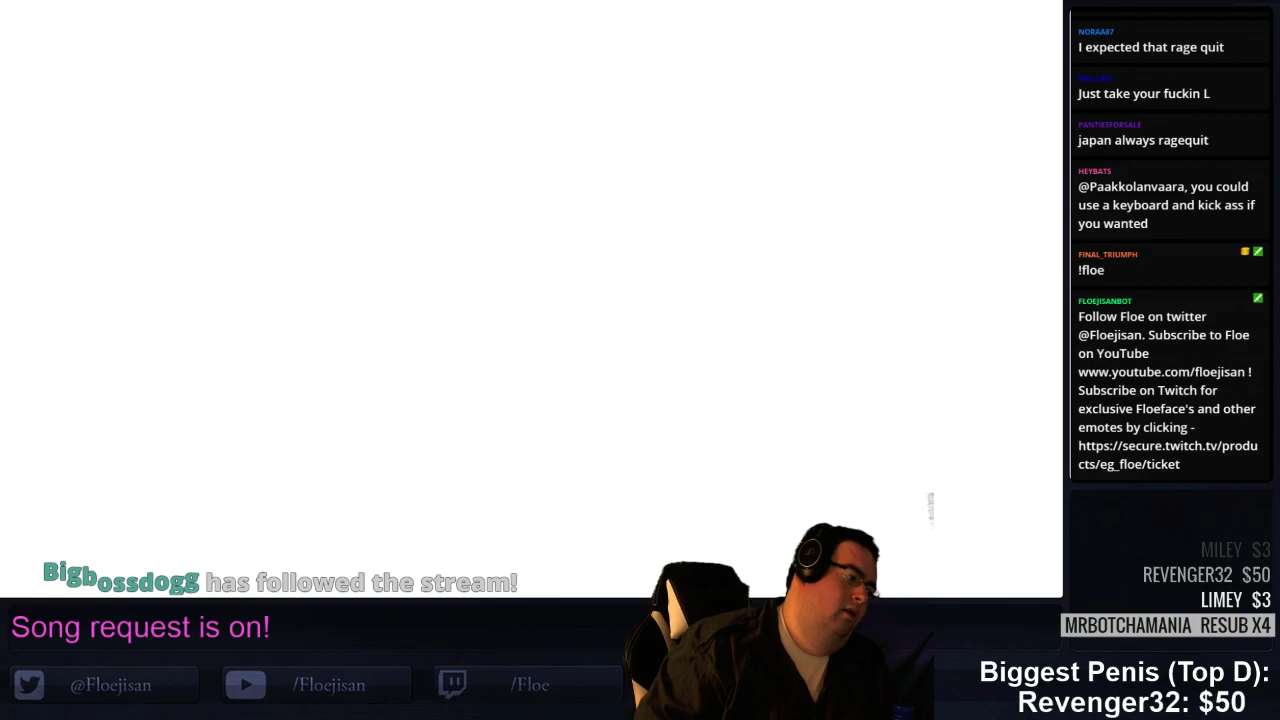 NORAA87
I expected that rage quit
Just take your fuckin L
PANTIESFORSALE
japan always ragequit
HEYBATS
@Paakkolanvaara, you could
use a keyboard and kick ass if
you wanted
FINAL_TRIUMPH
!floe
FLOEJISANBOT
Follow Floe on twitter
@Floejisan. Subscribe to Floe
on YouTube
www.youtube.com/floejisan !
Subscribe on Twitch for
exclusive Floeface's and other
emotes by clicking -
https://secure.twitch.tv/produ
cts/eg_floe/ticket
MILEY $3
REVENGER32 $50
LIMEY $3
MRBOTCHAMANIA RESUB X4
Biggest Penis (Top D):
Revenger32: $50
Bigbossdogg has followed the stream!
Song request is on!
@Floejisan
/Floejisan
/Floe